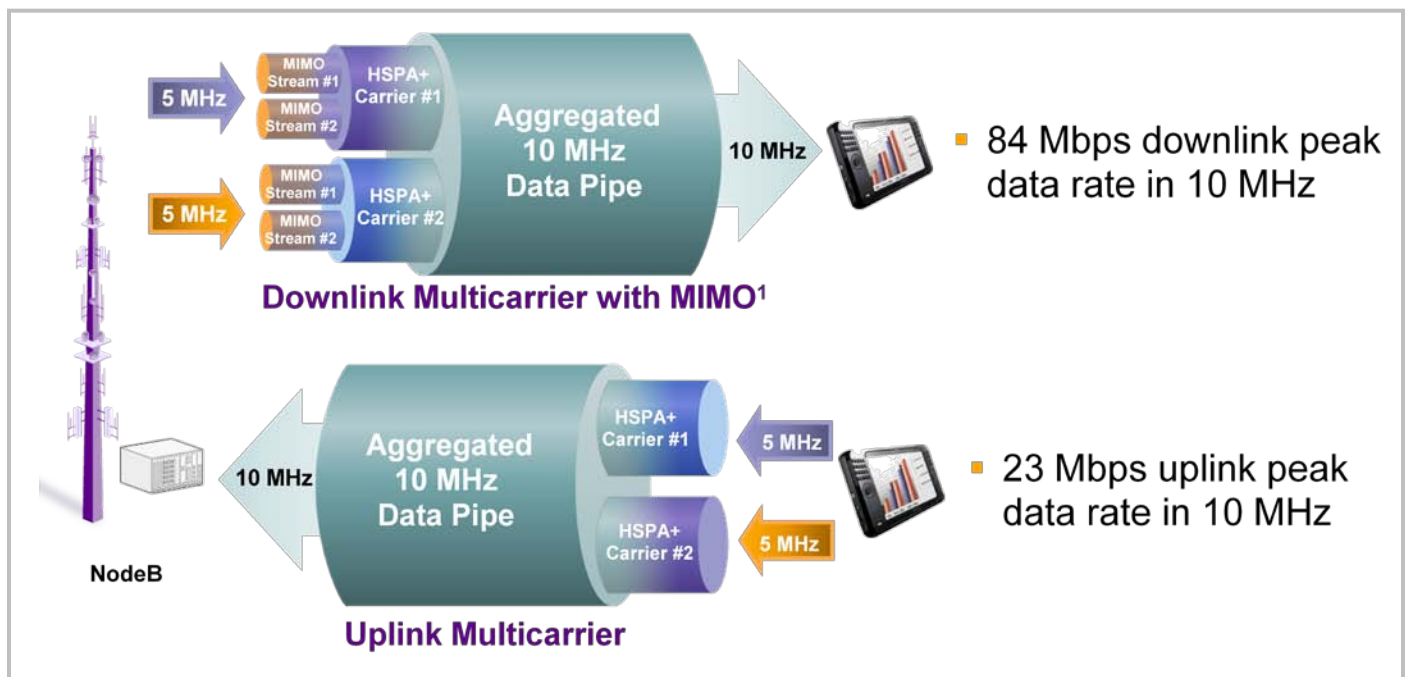 5 MHz
MIMO
Stream #1
MIMO
Stream #2
HSPA+
Carrier #1
5 MHz
MIMO
Stream #1
MIMO
Stream #2
HSPA+
Carrier #2
Aggregated
10 MHz
Data Pipe
10 MHz
84 Mbps downlink peak
data rate in 10 MHz
Downlink Multicarrier with MIMO¹
10 MHz
Aggregated
10 MHz
Data Pipe
HSPA+
Carrier #1
5 MHz
HSPA+
Carrier #2
5 MHz
23 Mbps uplink peak
data rate in 10 MHz
NodeB
Uplink Multicarrier